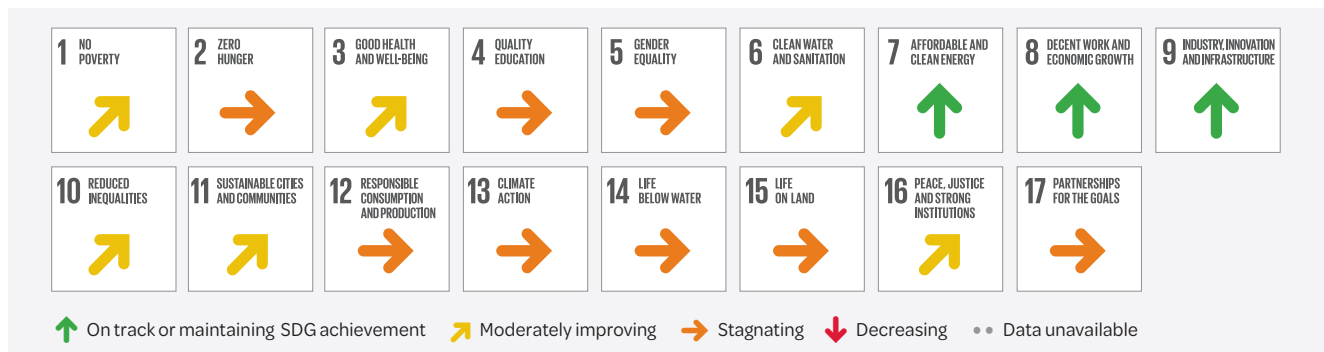 1 NO
POVERTY
2 ZERO
HUNGER
3 GOOD HEALTH
AND WELL-BEING
4 QUALITY
EDUCATION
5 GENDER
EQUALITY
6 CLEAN WATER
AND SANITATION
7 AFFORDABLE AND
CLEAN ENERGY
8 DECENT WORK AND
ECONOMIC GROWTH
9 INDUSTRY, INNOVATION
AND INFRASTRUCTURE
10 REDUCED
INEQUALITIES
11 SUSTAINABLE CITIES
AND COMMUNITIES
12 RESPONSIBLE
CONSUMPTION
AND PRODUCTION
13 CLIMATE
ACTION
14 LIFE
BELOW WATER
15 LIFE
ON LAND
16 PEACE, JUSTICE
AND STRONG
INSTITUTIONS
17 PARTNERSHIPS
FOR THE GOALS
On track or maintaining SDG achievement Moderately improving Stagnating Decreasing Data unavailable